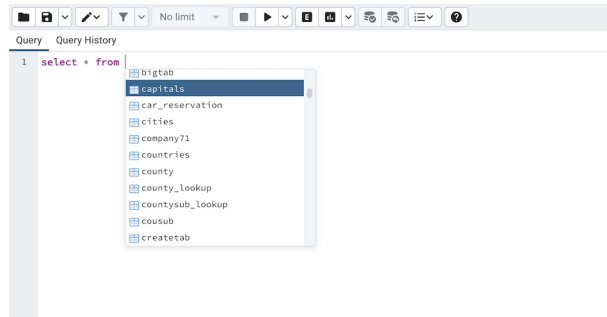 No limit
E
Query Query History
1 select * from
bigtab
capitals
car_reservation
cities
company71
countries
county
county_lookup
countysub_lookup
cousub
createtab